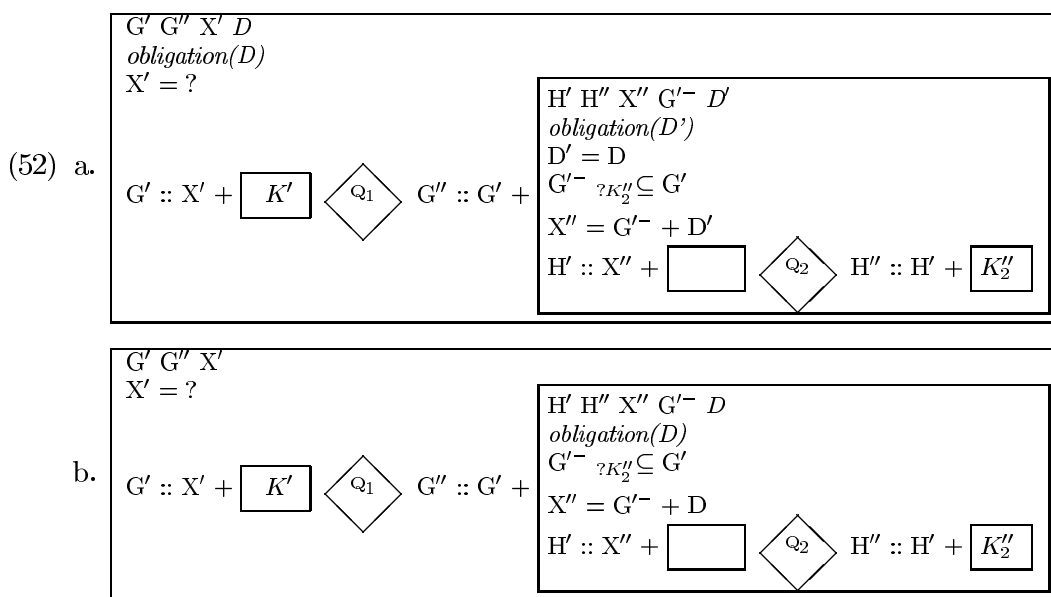 G′ G″ X′ D
obligation(D)
X′ = ?
H′ H″ X″ G′⁻ D′
obligation(D')
D′ = D
G′⁻ ?K″₂ ⊆ G′
X″ = G′⁻ + D′
(52) a. G′ :: X′ + K′ Q₁ G″ :: G′ +
H′ :: X″ + Q₂ H″ :: H′ + K″₂
G′ G″ X′
X′ = ?
H′ H″ X″ G′⁻ D
obligation(D)
G′⁻ ?K″₂ ⊆ G′
b. G′ :: X′ + K′ Q₁ G″ :: G′ +
X″ = G′⁻ + D
H′ :: X″ + Q₂ H″ :: H′ + K″₂